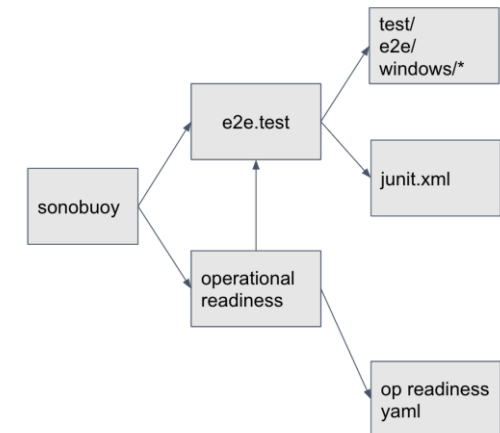 test/
e2e/
windows/*
e2e.test
junit.xml
sonobuoy
operational
readiness
op readiness
yaml